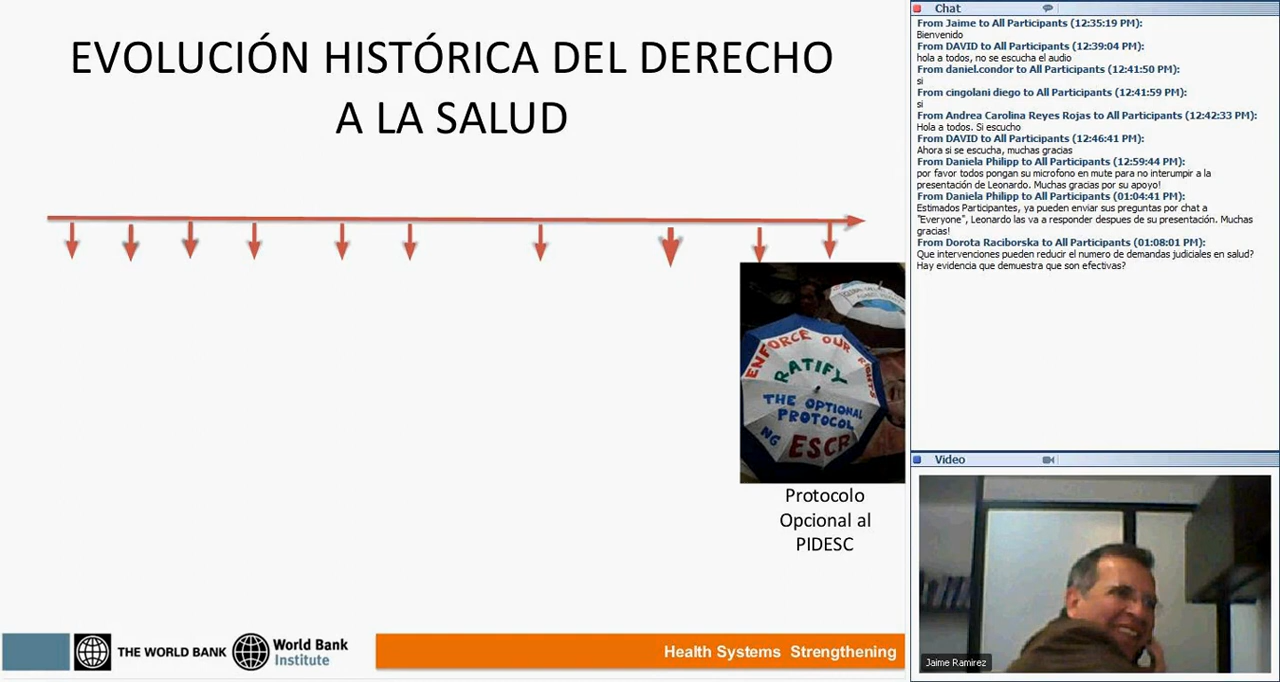 EVOLUCIÓN HISTÓRICA DEL DERECHO
A LA SALUD
ENFORCE OUR RIGHTS
RATIFY
THE OPTIONAL
PROTOCOL
NG ESCR
Protocolo
Opcional al
PIDESC
THE WORLD BANK
World Bank
Institute
Health Systems Strengthening
Chat
From Jaime to All Participants (12:35:19 PM):
Bienvenido
From DAVID to All Participants (12:39:04 PM):
hola a todos, no se escucha el audio
From daniel.condor to All Participants (12:41:50 PM):
si
From cingolani diego to All Participants (12:41:59 PM):
si
From Andrea Carolina Reyes Rojas to All Participants (12:42:33 PM):
Hola a todos. Si escucho
From DAVID to All Participants (12:46:41 PM):
Ahora si se escucha, muchas gracias
From Daniela Philipp to All Participants (12:59:44 PM):
por favor todos pongan su microfono en mute para no interumpir a la
presentación de Leonardo. Muchas gracias por su apoyo!
From Daniela Philipp to All Participants (01:04:41 PM):
Estimados Participantes, ya pueden enviar sus preguntas por chat a
"Everyone", Leonardo las va a responder despues de su presentación. Muchas
gracias!
From Dorota Raciborska to All Participants (01:08:01 PM):
Que intervenciones pueden reducir el numero de demandas judiciales en salud?
Hay evidencia que demuestra que son efectivas?
Video
Jaime Ramirez